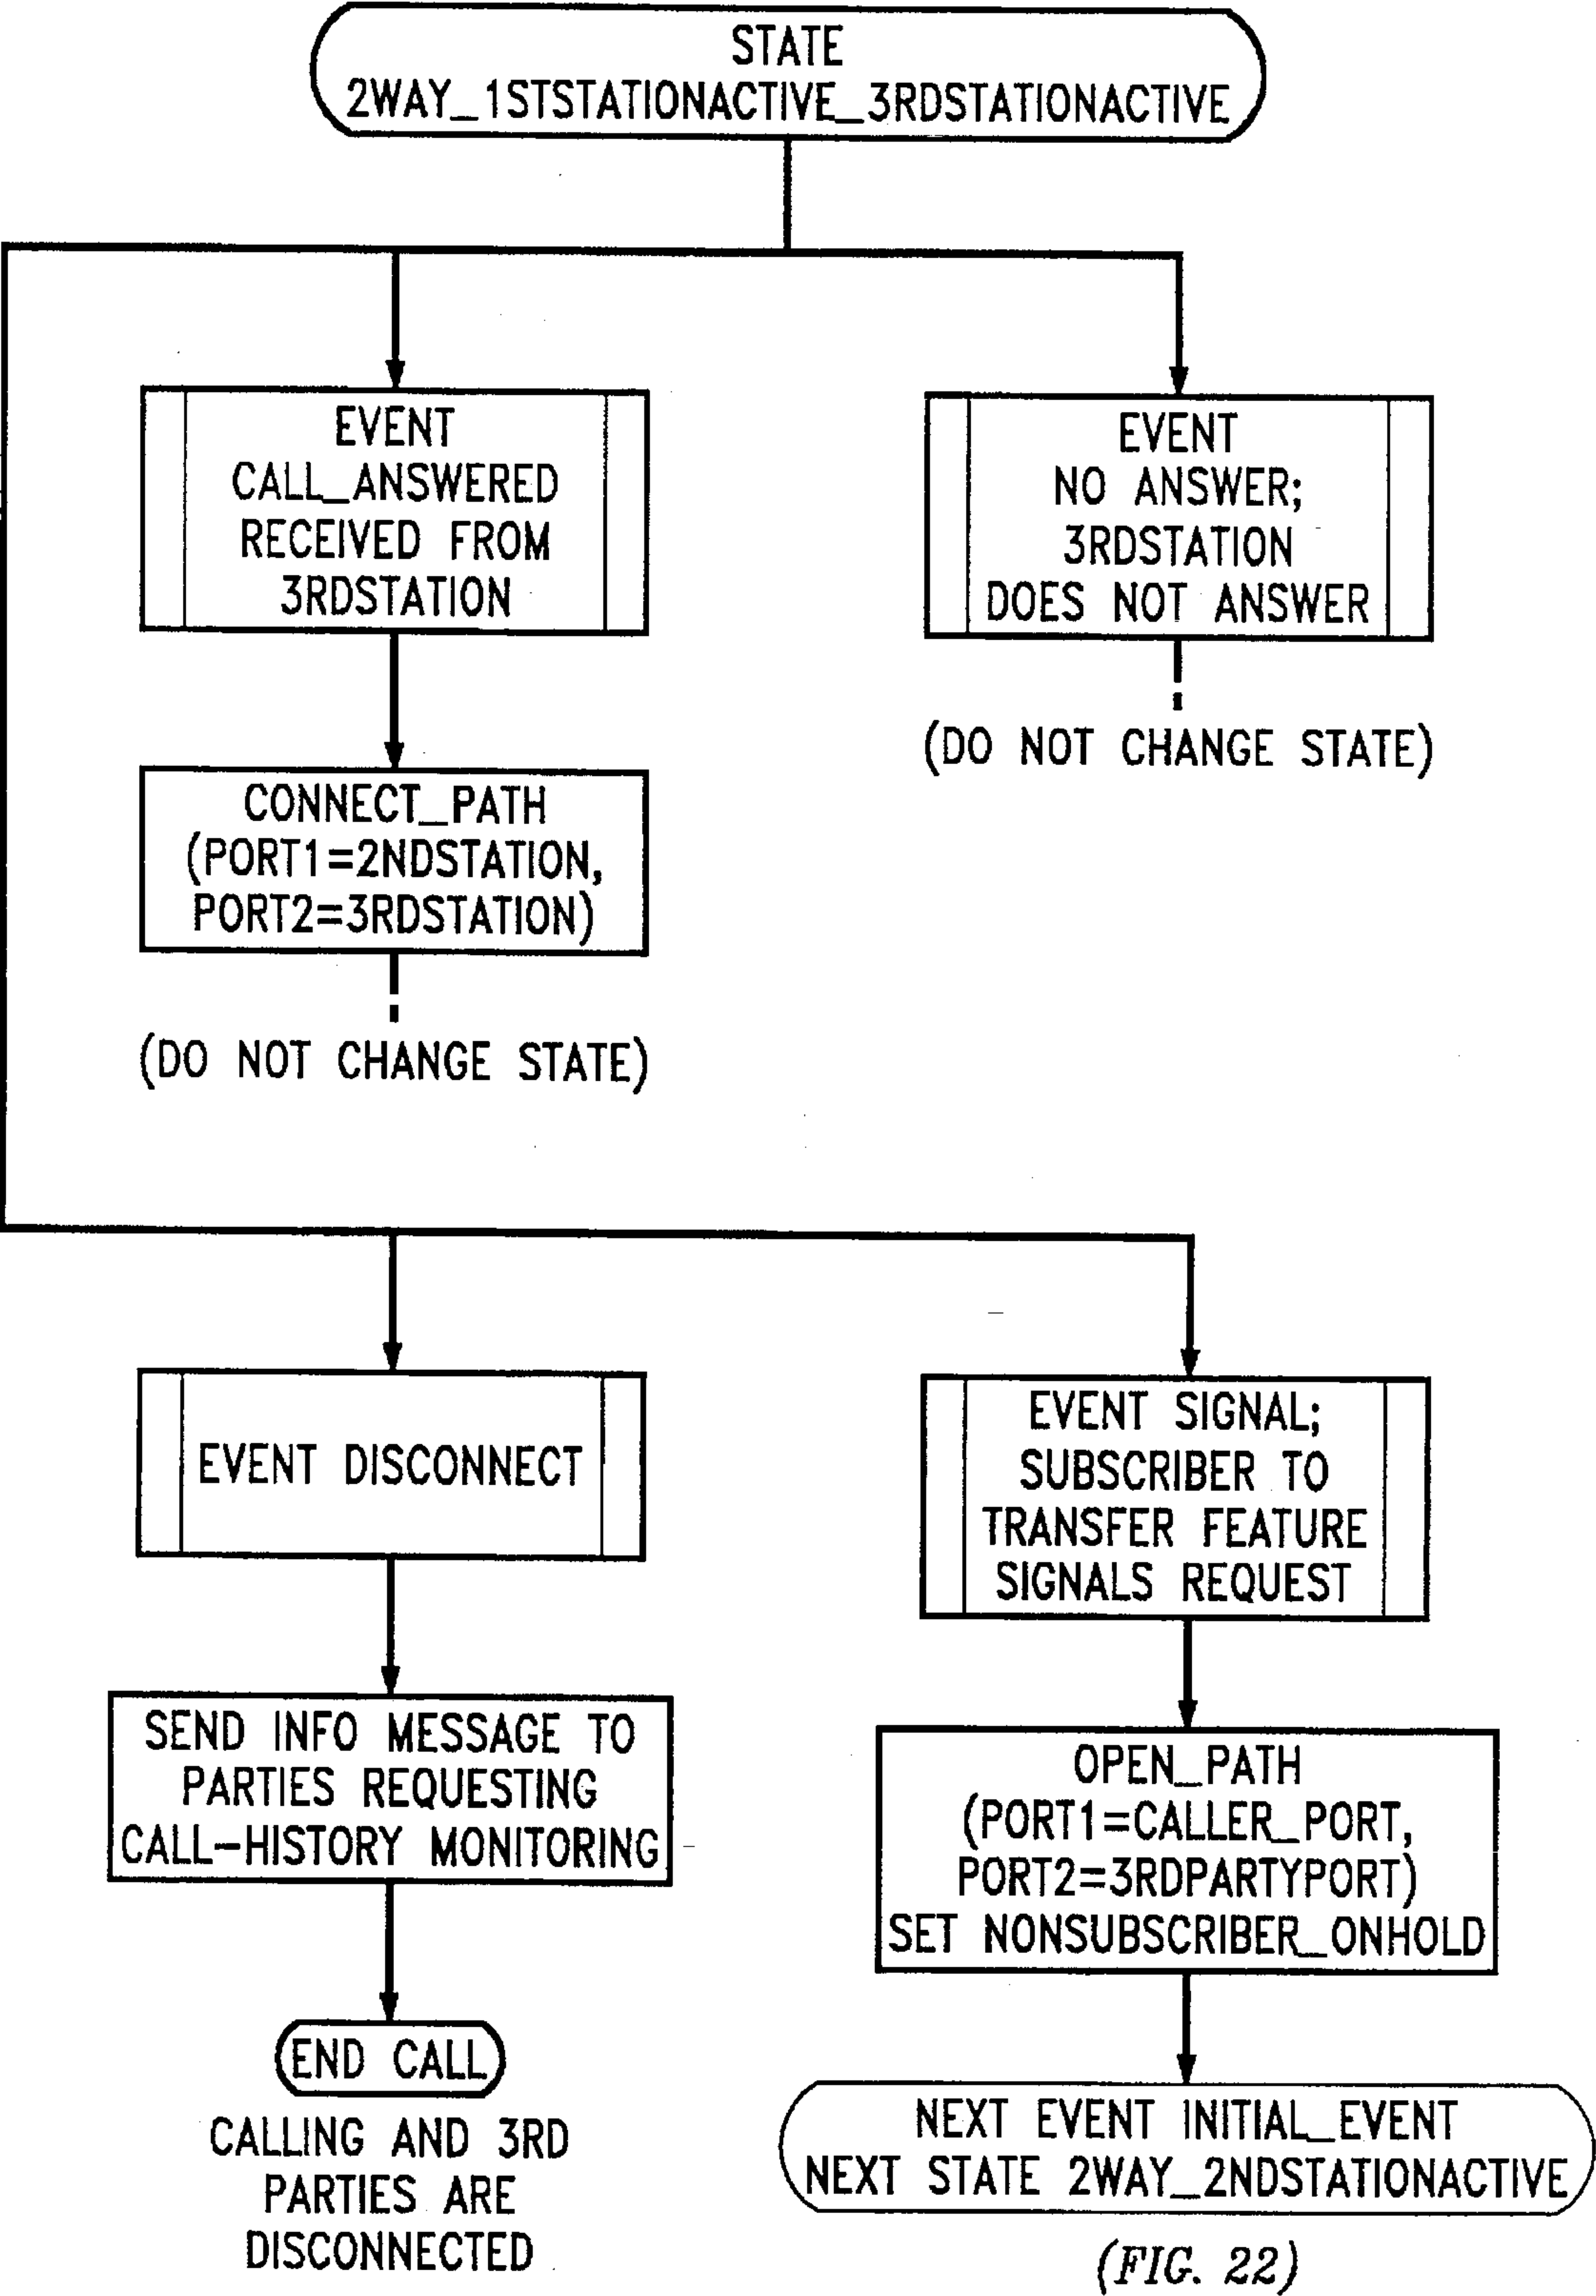 STATE
2WAY_1STSTATIONACTIVE_3RDSTATIONACTIVE
EVENT
CALL_ANSWERED
RECEIVED FROM
3RDSTATION
EVENT
NO ANSWER;
3RDSTATION
DOES NOT ANSWER
(DO NOT CHANGE STATE)
CONNECT_PATH
(PORT1=2NDSTATION,
PORT2=3RDSTATION)
(DO NOT CHANGE STATE)
EVENT DISCONNECT
EVENT SIGNAL;
SUBSCRIBER TO
TRANSFER FEATURE
SIGNALS REQUEST
SEND INFO MESSAGE TO
PARTIES REQUESTING
CALL-HISTORY MONITORING
OPEN_PATH
(PORT1=CALLER_PORT,
PORT2=3RDPARTYPORT)
SET NONSUBSCRIBER_ONHOLD
END CALL
CALLING AND 3RD
PARTIES ARE
DISCONNECTED
NEXT EVENT INITIAL_EVENT
NEXT STATE 2WAY_2NDSTATIONACTIVE
(FIG. 22)